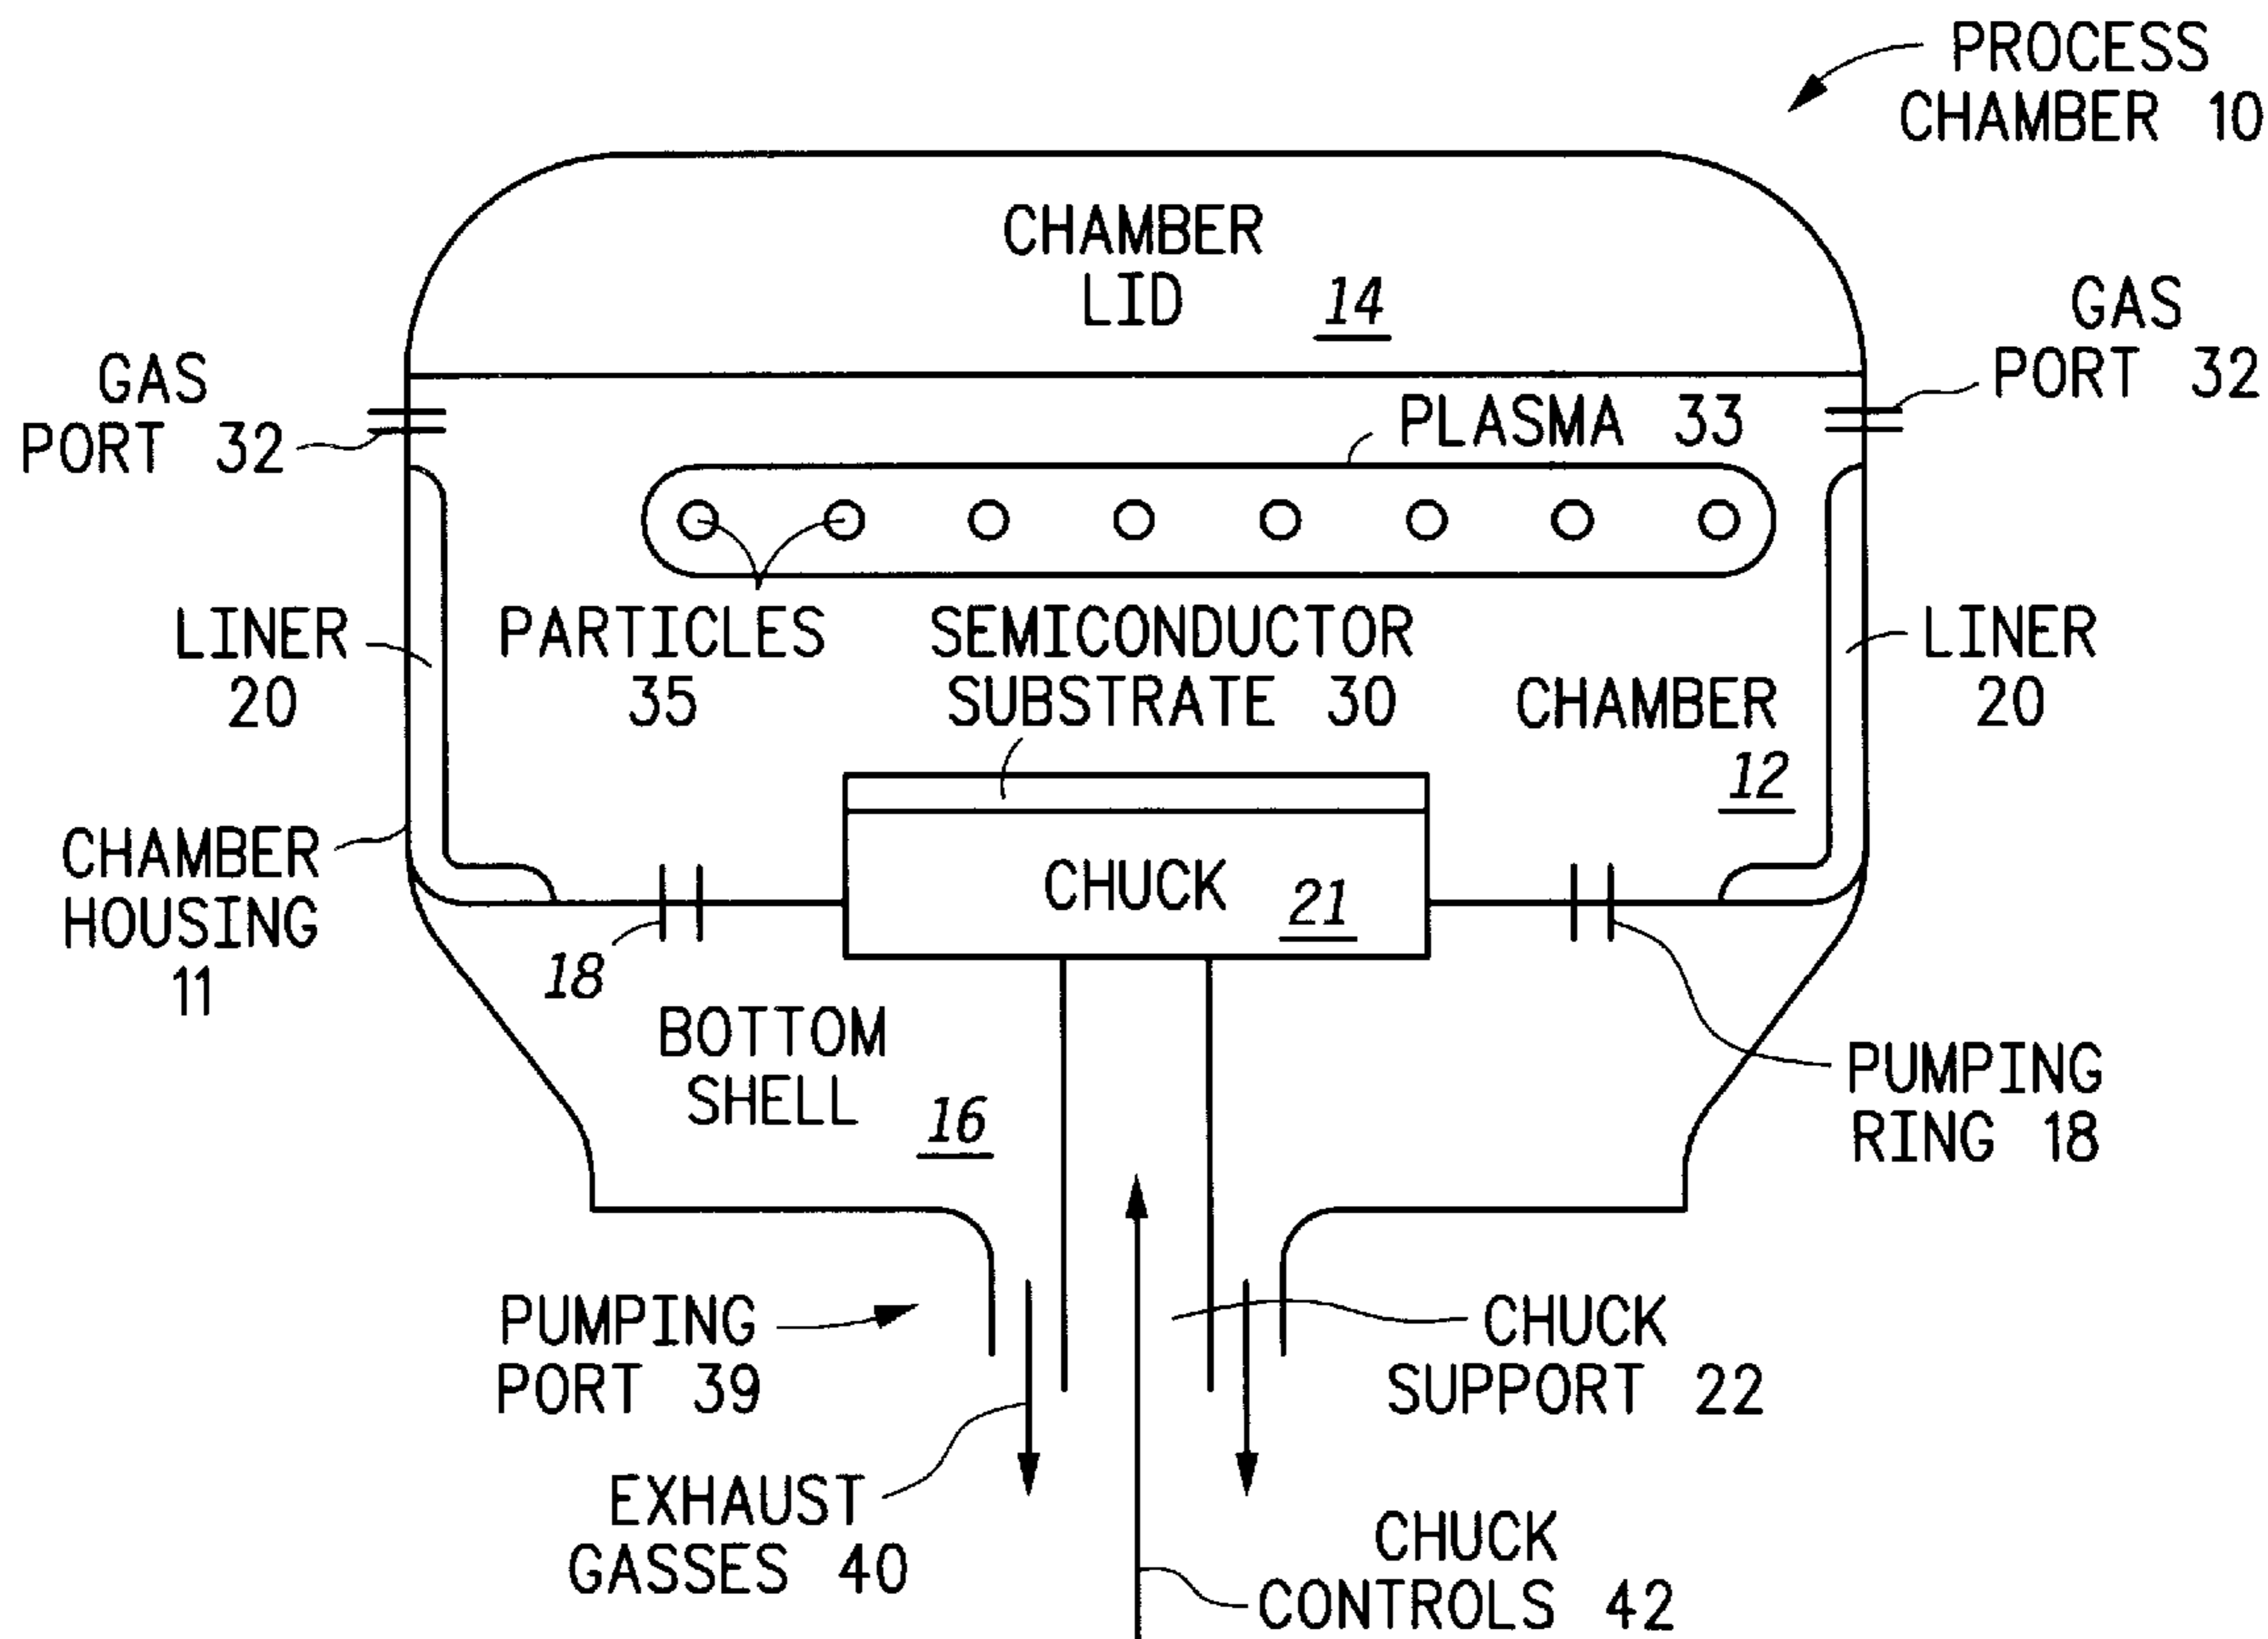 PROCESS
CHAMBER 10
CHAMBER
LID 14
GAS
PORT 32
GAS
PORT 32
PLASMA 33
LINER
20
PARTICLES
35
SEMICONDUCTOR
SUBSTRATE 30
CHAMBER
12
LINER
20
CHAMBER
HOUSING
11
CHUCK 21
18
BOTTOM
SHELL
16
PUMPING
RING 18
PUMPING
PORT 39
CHUCK
SUPPORT 22
EXHAUST
GASSES 40
CHUCK
CONTROLS 42